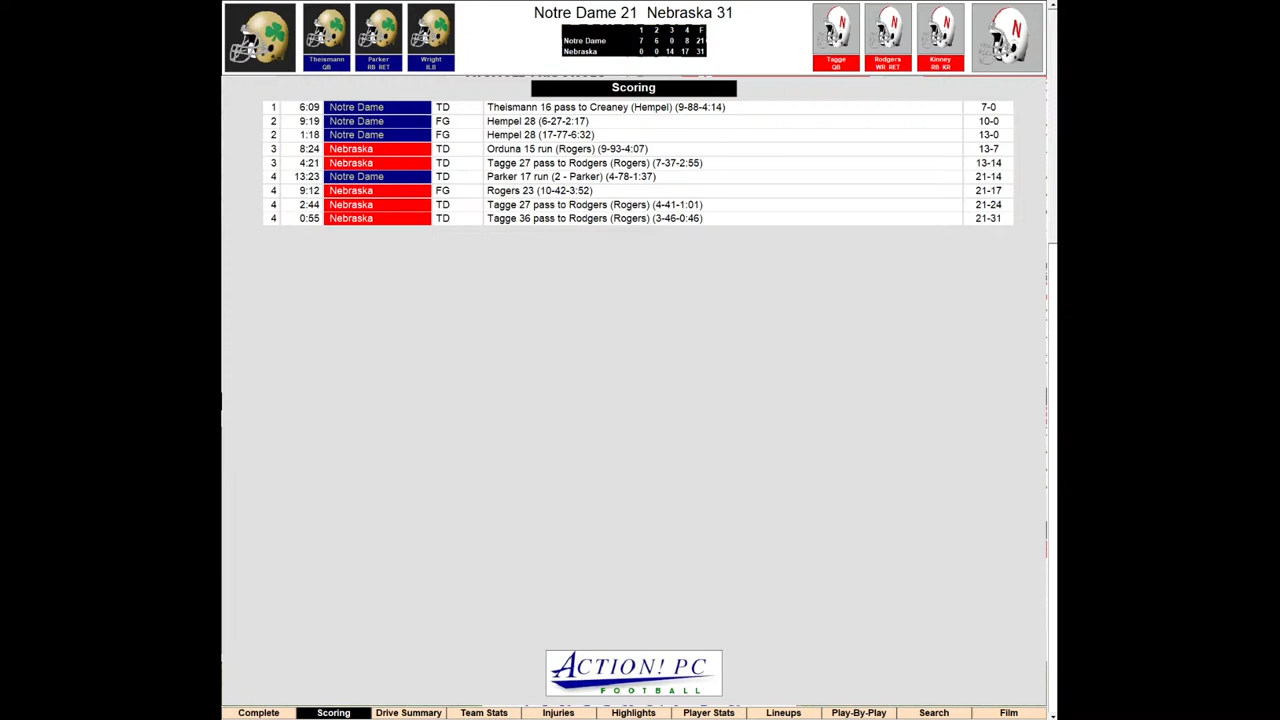 Notre Dame 21 Nebraska 31
1 2 3 4 F
Notre Dame 7 6 0 8 21
Nebraska 0 0 14 17 31
Theismann
QB
Parker
RB RET
Wright
ILB
Tagge
QB
Rodgers
WR RET
Kinney
RB KR
Scoring
1 6:09 Notre Dame TD Theismann 16 pass to Creaney (Hempel) (9-88-4:14) 7-0
2 9:19 Notre Dame FG Hempel 28 (6-27-2:17) 10-0
2 1:18 Notre Dame FG Hempel 28 (17-77-6:32) 13-0
3 8:24 Nebraska TD Orduna 15 run (Rogers) (9-93-4:07) 13-7
3 4:21 Nebraska TD Tagge 27 pass to Rodgers (Rogers) (7-37-2:55) 13-14
4 13:23 Notre Dame TD Parker 17 run (2 - Parker) (4-78-1:37) 21-14
4 9:12 Nebraska FG Rogers 23 (10-42-3:52) 21-17
4 2:44 Nebraska TD Tagge 27 pass to Rodgers (Rogers) (4-41-1:01) 21-24
4 0:55 Nebraska TD Tagge 36 pass to Rodgers (Rogers) (3-46-0:46) 21-31
ACTION! PC
FOOTBALL
Complete Scoring Drive Summary Team Stats Injuries Highlights Player Stats Lineups Play-By-Play Search Film